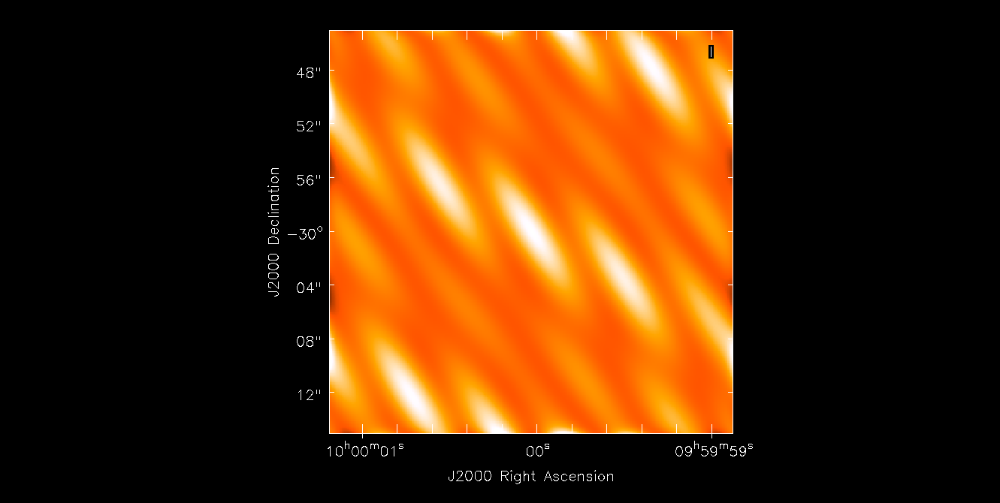 I
48"
52"
56"
-30°
04"
08"
12"
J2000 Declination
10ʰ00ᵐ01ˢ 00ˢ 09ʰ59ᵐ59ˢ
J2000 Right Ascension